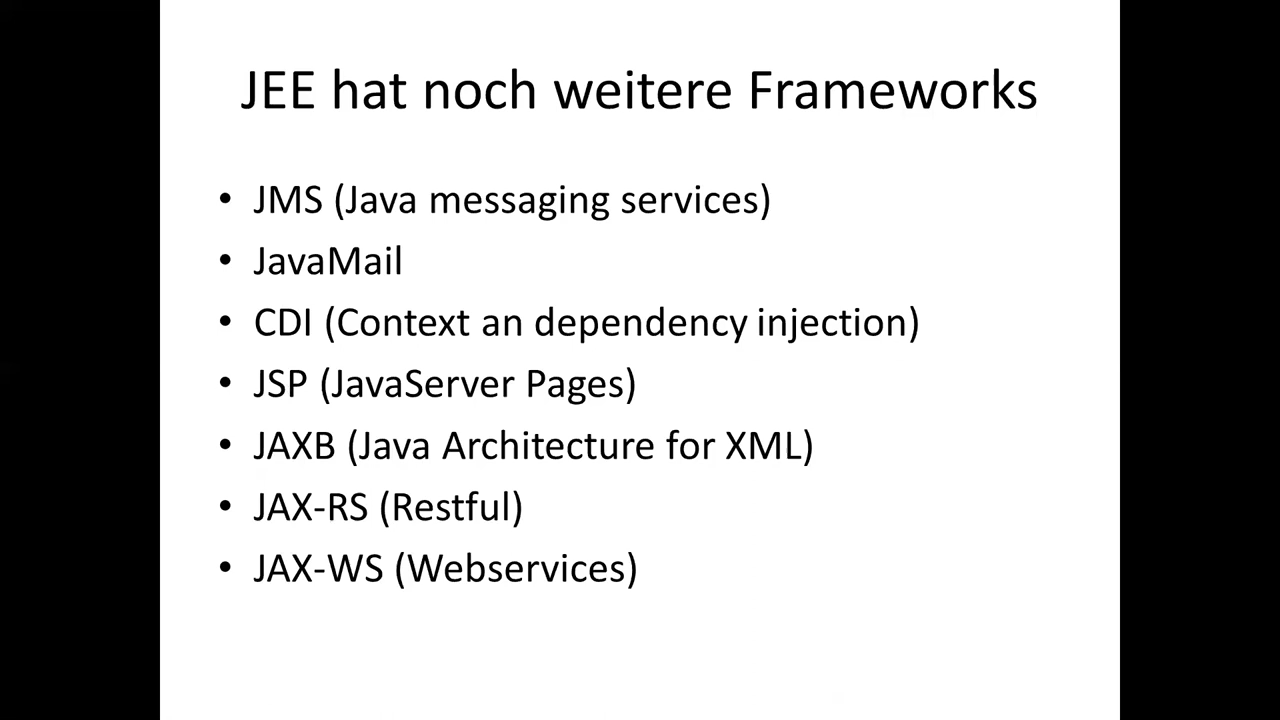 JEE hat noch weitere Frameworks
• JMS (Java messaging services)
• JavaMail
• CDI (Context an dependency injection)
• JSP (JavaServer Pages)
• JAXB (Java Architecture for XML)
• JAX-RS (Restful)
• JAX-WS (Webservices)